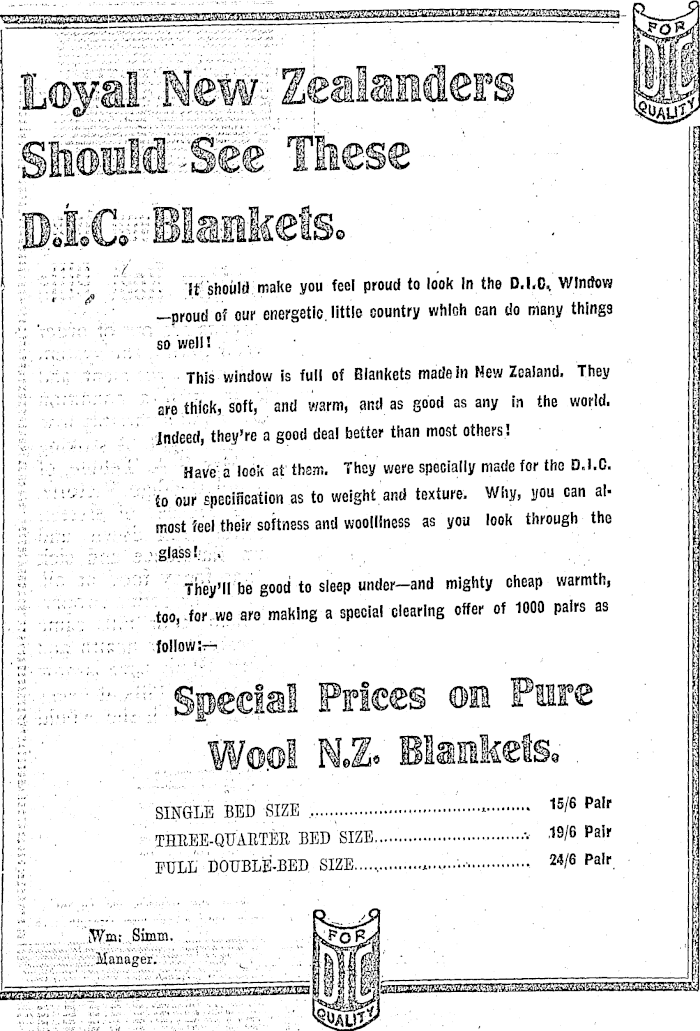 FOR
DIC
QUALITY
Loyal New Zealanders
Should See These
D.I.C. Blankets.
It should make you feel proud to look in the D.I.C. Window
—proud of our energetic little country which can do many things
so well!
This window is full of Blankets made in New Zealand. They
are thick, soft, and warm, and as good as any in the world.
Indeed, they're a good deal better than most others!
Have a look at them. They were specially made for the D.I.C.
to our specification as to weight and texture. Why, you can al-
most feel their softness and woolliness as you look through the
glass!
They'll be good to sleep under—and mighty cheap warmth,
too, for we are making a special clearing offer of 1000 pairs as
follow:—
Special Prices on Pure
Wool N.Z. Blankets.
SINGLE BED SIZE ............................................ 15/6 Pair
THREE-QUARTER BED SIZE............................... 19/6 Pair
FULL DOUBLE-BED SIZE................................... 24/6 Pair
Wm: Simm.
Manager.
FOR
DIC
QUALITY